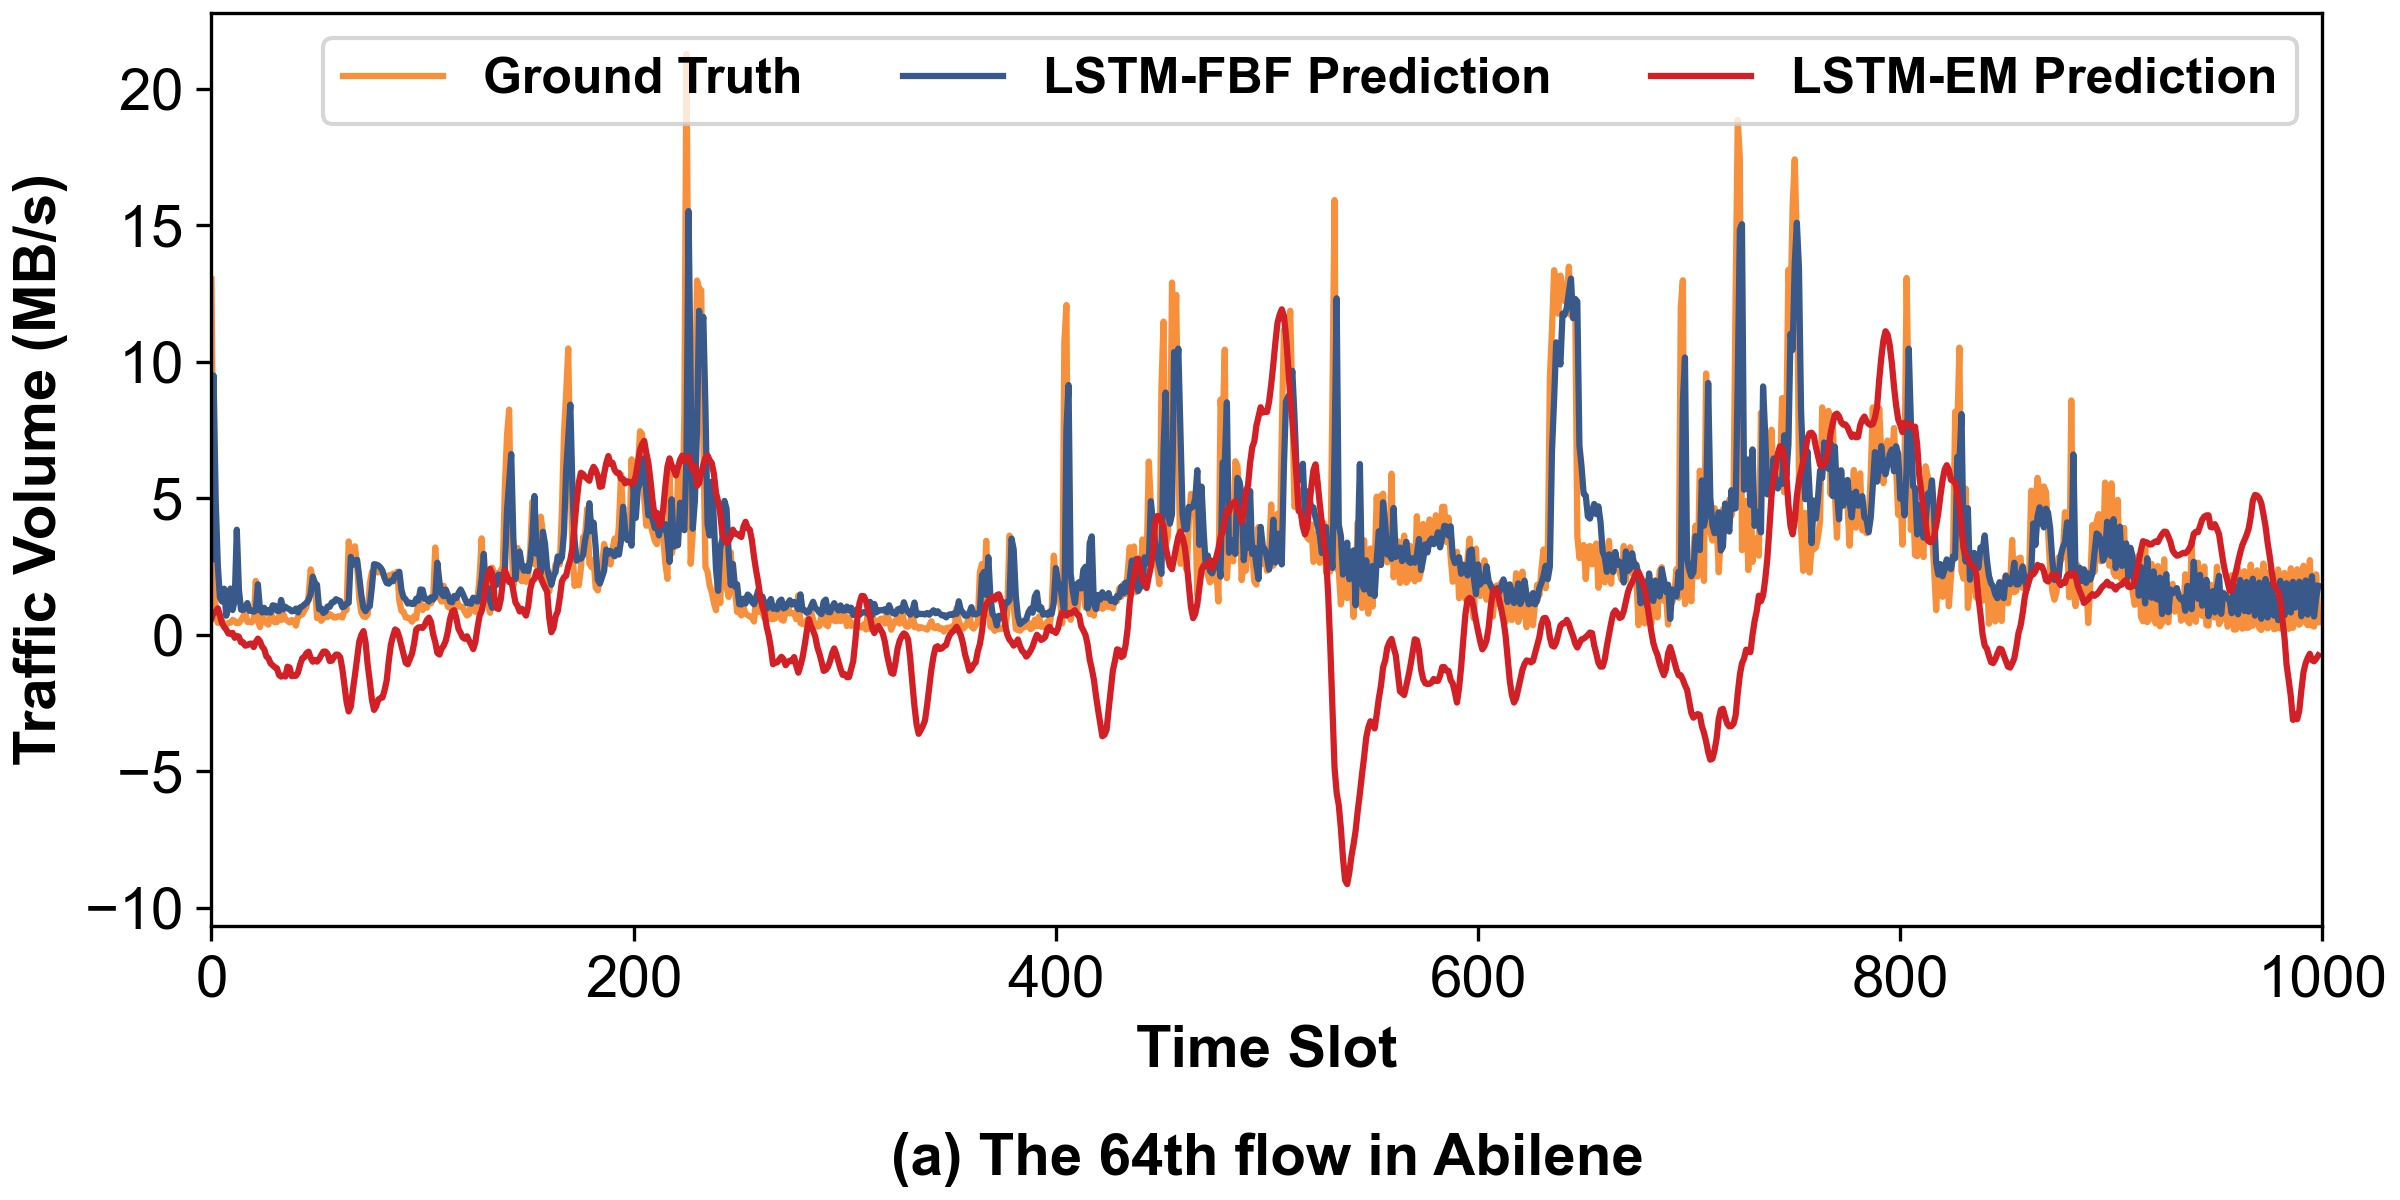 Ground Truth LSTM-FBF Prediction LSTM-EM Prediction
Traffic Volume (MB/s)
20
15
10
5
0
−5
−10
0 200 400 600 800 1000
Time Slot
(a) The 64th flow in Abilene